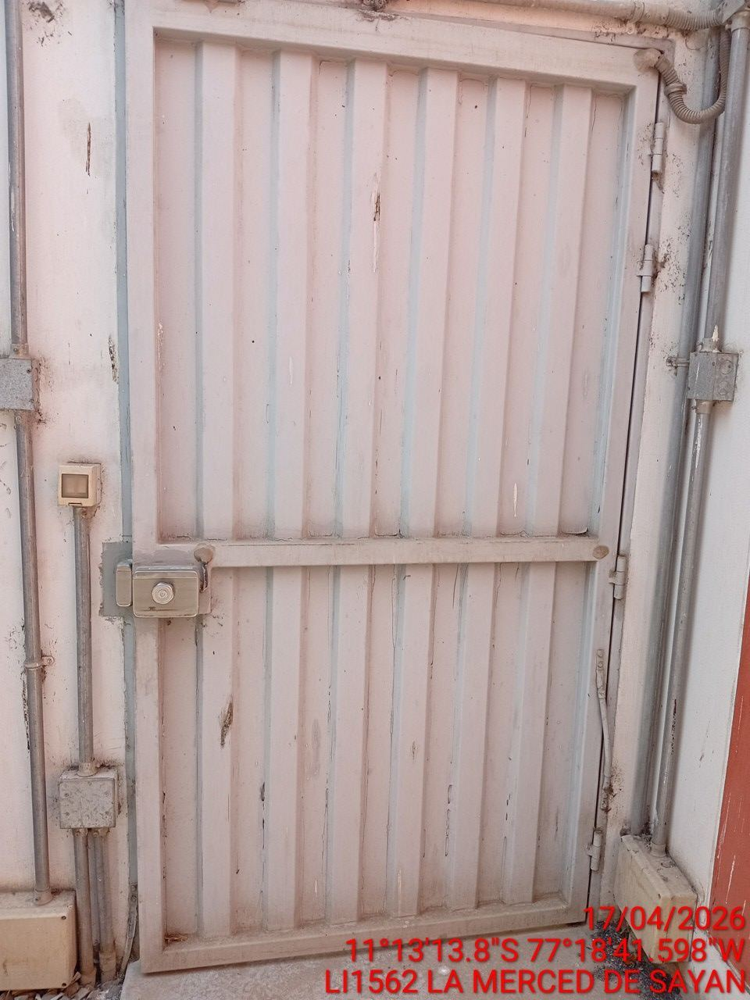 17/04/2026
11°13'13.8"S 77°18'41.598"W
LI1562 LA MERCED DE SAYAN